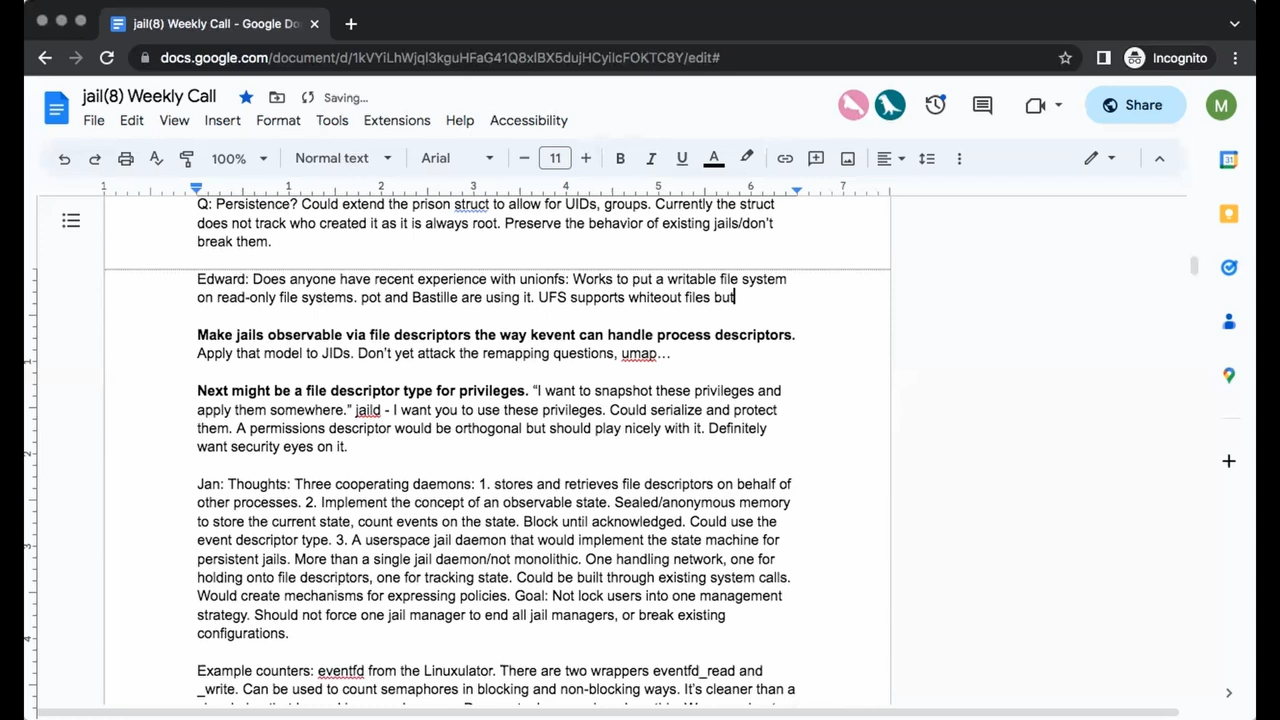 jail(8) Weekly Call - Google Do
docs.google.com/document/d/1kVYiLhWjqI3kguHFaG41Q8xlBX5dujHCyiIcFOKTC8Y/edit#
Incognito
jail(8) Weekly Call
Saving...
File Edit View Insert Format Tools Extensions Help Accessibility
Share
M
100% Normal text Arial 11 B I U A
31
1 1 2 3 4 5 6 7
Q: Persistence? Could extend the prison struct to allow for UIDs, groups. Currently the struct
does not track who created it as it is always root. Preserve the behavior of existing jails/don't
break them.
Edward: Does anyone have recent experience with unionfs: Works to put a writable file system
on read-only file systems. pot and Bastille are using it. UFS supports whiteout files but
Make jails observable via file descriptors the way kevent can handle process descriptors.
Apply that model to JIDs. Don't yet attack the remapping questions, umap…
Next might be a file descriptor type for privileges. “I want to snapshot these privileges and
apply them somewhere.” jaild - I want you to use these privileges. Could serialize and protect
them. A permissions descriptor would be orthogonal but should play nicely with it. Definitely
want security eyes on it.
Jan: Thoughts: Three cooperating daemons: 1. stores and retrieves file descriptors on behalf of
other processes. 2. Implement the concept of an observable state. Sealed/anonymous memory
to store the current state, count events on the state. Block until acknowledged. Could use the
event descriptor type. 3. A userspace jail daemon that would implement the state machine for
persistent jails. More than a single jail daemon/not monolithic. One handling network, one for
holding onto file descriptors, one for tracking state. Could be built through existing system calls.
Would create mechanisms for expressing policies. Goal: Not lock users into one management
strategy. Should not force one jail manager to end all jail managers, or break existing
configurations.
Example counters: eventfd from the Linuxulator. There are two wrappers eventfd_read and
_write. Can be used to count semaphores in blocking and non-blocking ways. It's cleaner than a